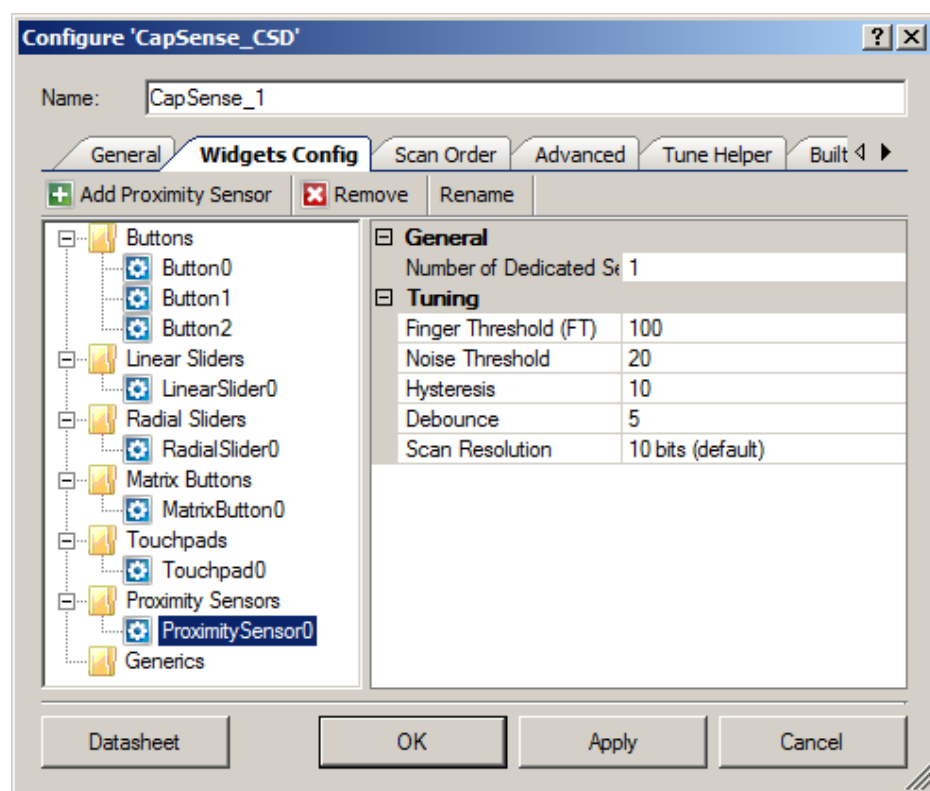 Configure 'CapSense_CSD'
Name: CapSense_1
General Widgets Config Scan Order Advanced Tune Helper Built
Add Proximity Sensor Remove Rename
Buttons
Button0
Button1
Button2
Linear Sliders
LinearSlider0
Radial Sliders
RadialSlider0
Matrix Buttons
MatrixButton0
Touchpads
Touchpad0
Proximity Sensors
ProximitySensor0
Generics
General
Number of Dedicated Se 1
Tuning
Finger Threshold (FT) 100
Noise Threshold 20
Hysteresis 10
Debounce 5
Scan Resolution 10 bits (default)
Datasheet OK Apply Cancel